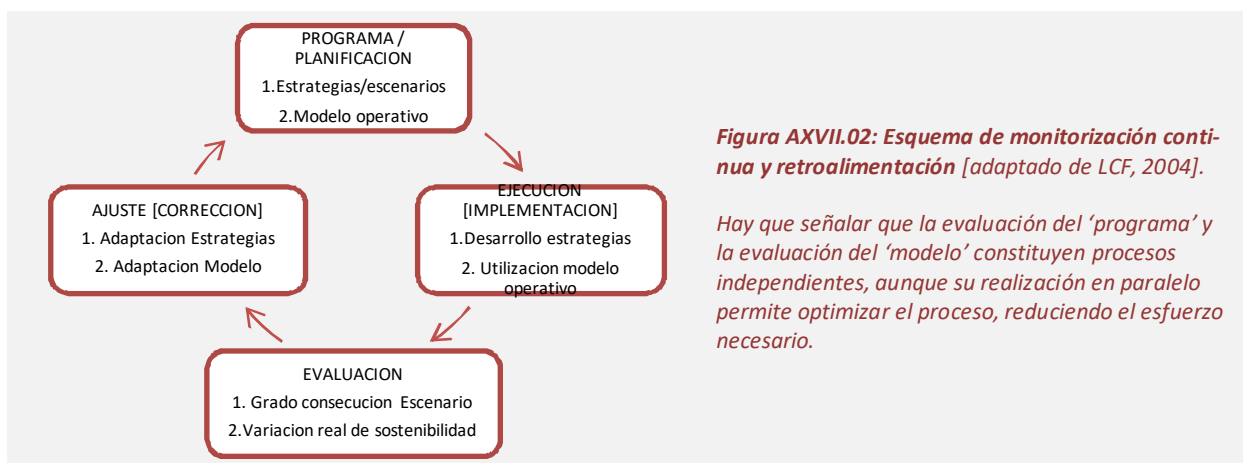 PROGRAMA /
PLANIFICACION
1.Estrategias/escenarios
2.Modelo operativo
EJECUCION
[IMPLEMENTACION]
1.Desarrollo estrategias
2. Utilizacion modelo
operativo
EVALUACION
1. Grado consecucion Escenario
2.Variacion real de sostenibilidad
AJUSTE [CORRECCION]
1. Adaptacion Estrategias
2. Adaptacion Modelo
Figura AXVII.02: Esquema de monitorización conti-
nua y retroalimentación [adaptado de LCF, 2004].
Hay que señalar que la evaluación del ‘programa’ y
la evaluación del ‘modelo’ constituyen procesos
independientes, aunque su realización en paralelo
permite optimizar el proceso, reduciendo el esfuerzo
necesario.